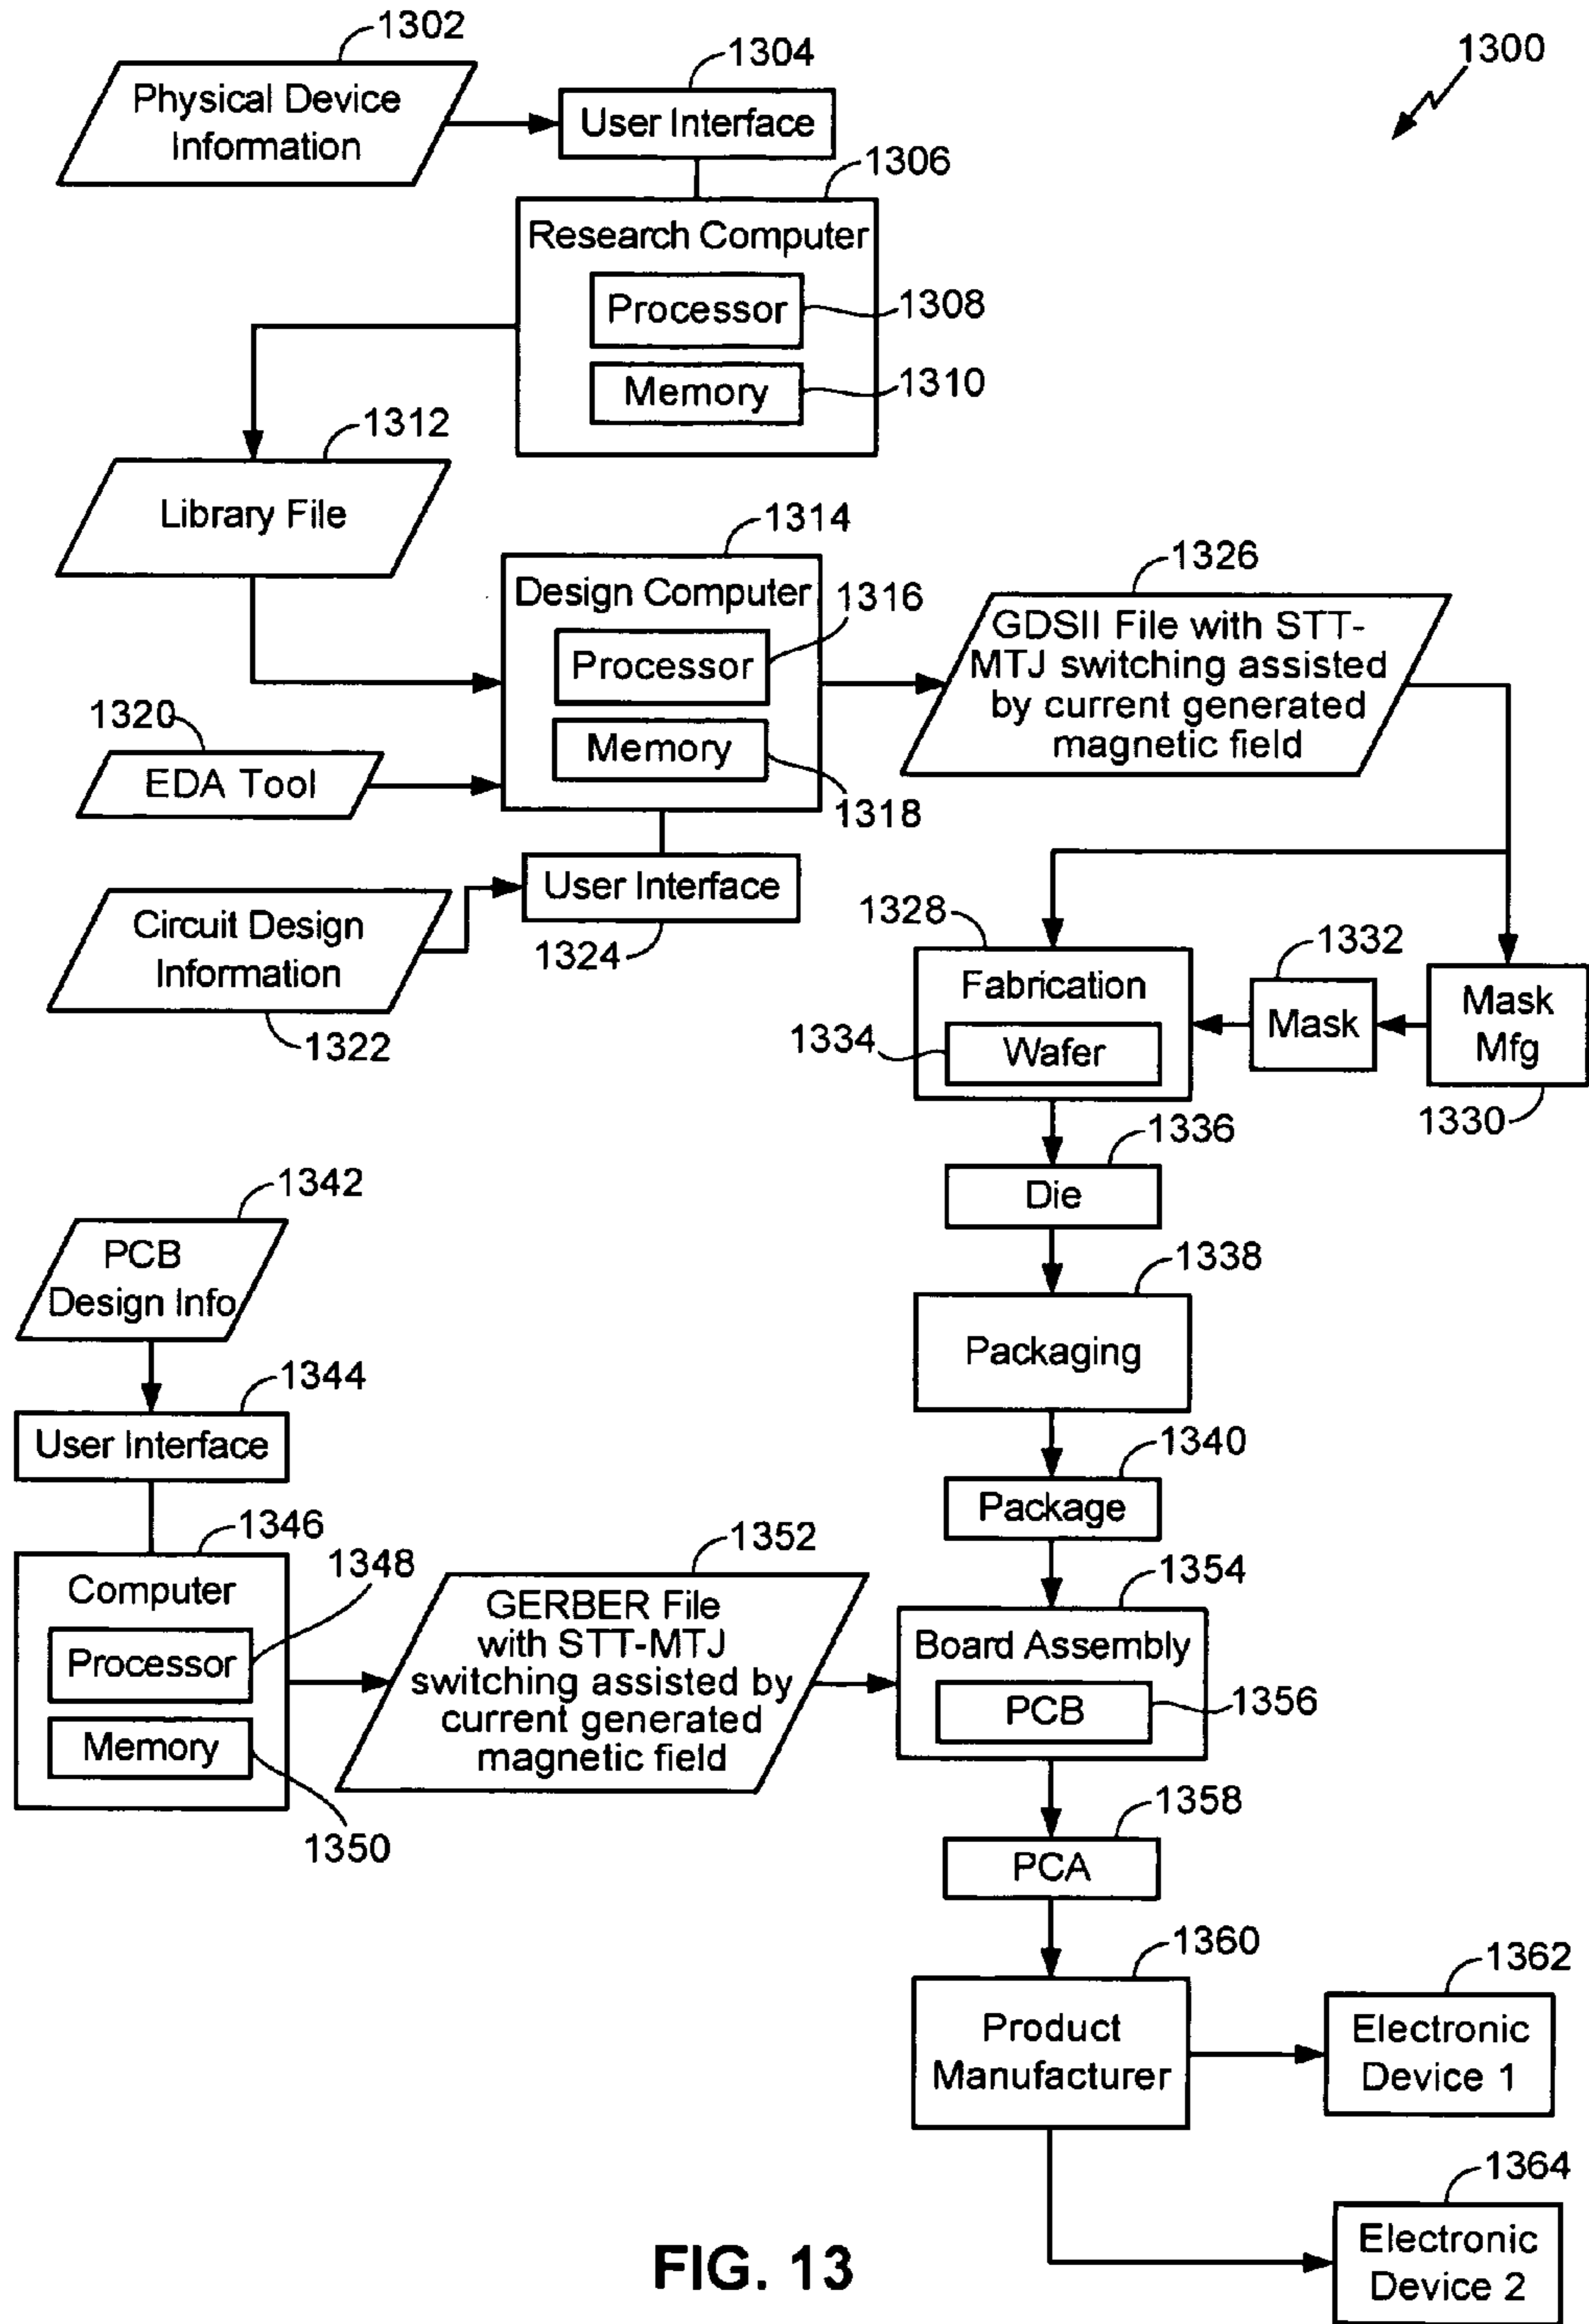 1302
1300
1304
Physical Device
Information
User Interface
1306
Research Computer
Processor
1308
Memory
1310
1312
Library File
1314
1326
Design Computer
1316
Processor
Memory
1318
GDSII File with STT-
MTJ switching assisted
by current generated
magnetic field
1320
EDA Tool
User Interface
1324
Circuit Design
Information
1322
1328
1332
Fabrication
1334
Wafer
Mask
Mask
Mfg
1330
1336
Die
1342
PCB
Design Info
1338
Packaging
1344
User Interface
1340
Package
1346
1348
Computer
Processor
Memory
1350
1352
GERBER File
with STT-MTJ
switching assisted by
current generated
magnetic field
1354
Board Assembly
PCB
1356
1358
PCA
1360
Product
Manufacturer
1362
Electronic
Device 1
1364
Electronic
Device 2
FIG. 13